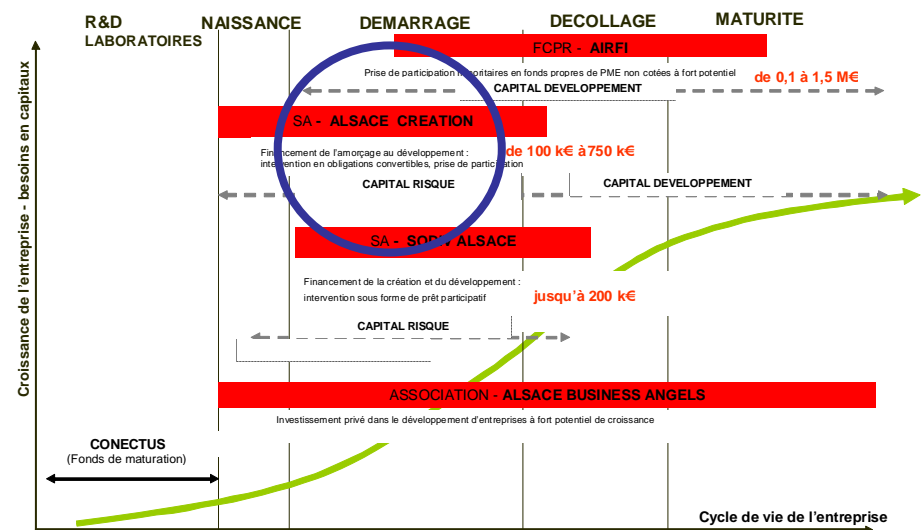 R&D
LABORATOIRES
NAISSANCE
DEMARRAGE
DECOLLAGE
MATURITE
FCPR - AIRFI
Prise de participation minoritaires en fonds propres de PME non cotées à fort potentiel
de 0,1 à 1,5 M€
CAPITAL DEVELOPPEMENT
SA - ALSACE CREATION
Financement de l'amorçage au développement :
intervention en obligations convertibles, prise de participation
de 100 k€ à 750 k€
CAPITAL RISQUE
CAPITAL DEVELOPPEMENT
SA - SODIV ALSACE
Financement de la création et du développement :
intervention sous forme de prêt participatif
jusqu'à 200 k€
CAPITAL RISQUE
ASSOCIATION - ALSACE BUSINESS ANGELS
Investissement privé dans le développement d'entreprises à fort potentiel de croissance
CONECTUS
(Fonds de maturation)
Croissance de l'entreprise - besoins en capitaux
Cycle de vie de l'entreprise